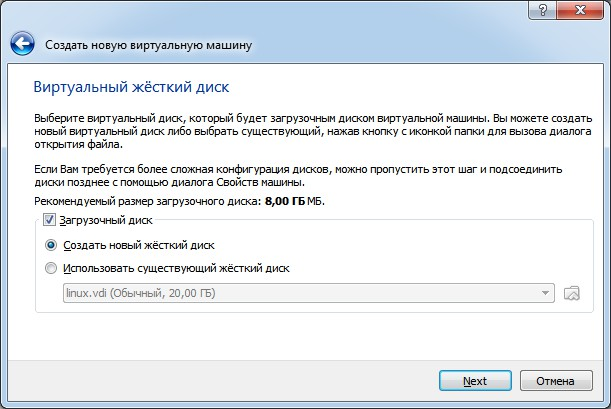 Создать новую виртуальную машину
Виртуальный жёсткий диск
Выберите виртуальный диск, который будет загрузочным диском виртуальной машины. Вы можете создать
новый виртуальный диск либо выбрать существующий, нажав кнопку с иконкой папки для вызова диалога
открытия файла.
Если Вам требуется более сложная конфигурация дисков, можно пропустить этот шаг и подсоединить
диски позднее с помощью диалога Свойств машины.
Рекомендуемый размер загрузочного диска: 8,00 ГБ МБ.
Загрузочный диск
Создать новый жёсткий диск
Использовать существующий жёсткий диск
linux.vdi (Обычный, 20,00 ГБ)
Next Отмена